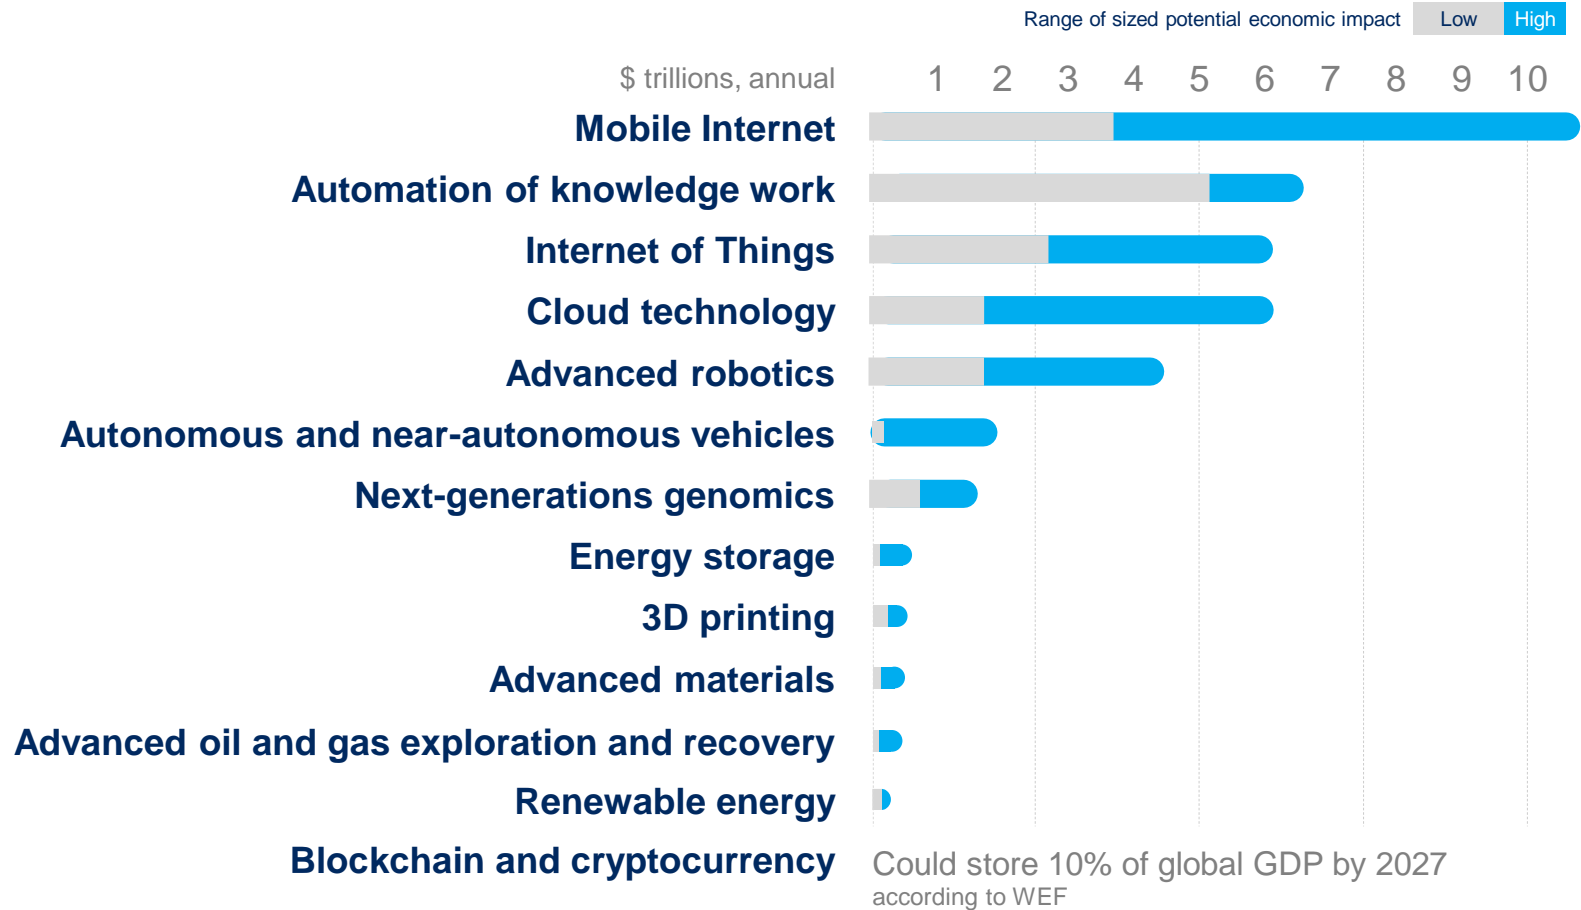 Range of sized potential economic impact Low High
$ trillions, annual 1 2 3 4 5 6 7 8 9 10
Mobile Internet
Automation of knowledge work
Internet of Things
Cloud technology
Advanced robotics
Autonomous and near-autonomous vehicles
Next-generations genomics
Energy storage
3D printing
Advanced materials
Advanced oil and gas exploration and recovery
Renewable energy
Blockchain and cryptocurrency Could store 10% of global GDP by 2027
according to WEF